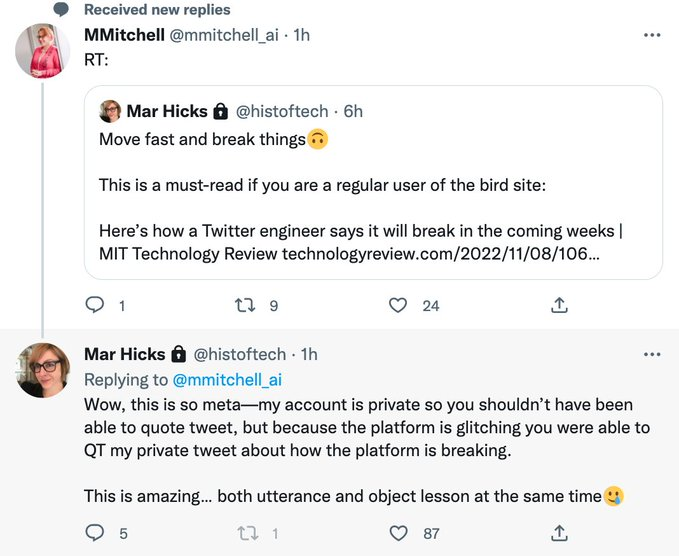 Received new replies
MMitchell @mmitchell_ai · 1h
RT:
Mar Hicks @histoftech · 6h
Move fast and break things🙃
This is a must-read if you are a regular user of the bird site:
Here’s how a Twitter engineer says it will break in the coming weeks |
MIT Technology Review technologyreview.com/2022/11/08/106...
1 9 24
Mar Hicks @histoftech · 1h
Replying to @mmitchell_ai
Wow, this is so meta—my account is private so you shouldn’t have been
able to quote tweet, but because the platform is glitching you were able to
QT my private tweet about how the platform is breaking.
This is amazing... both utterance and object lesson at the same time🥲
5 1 87